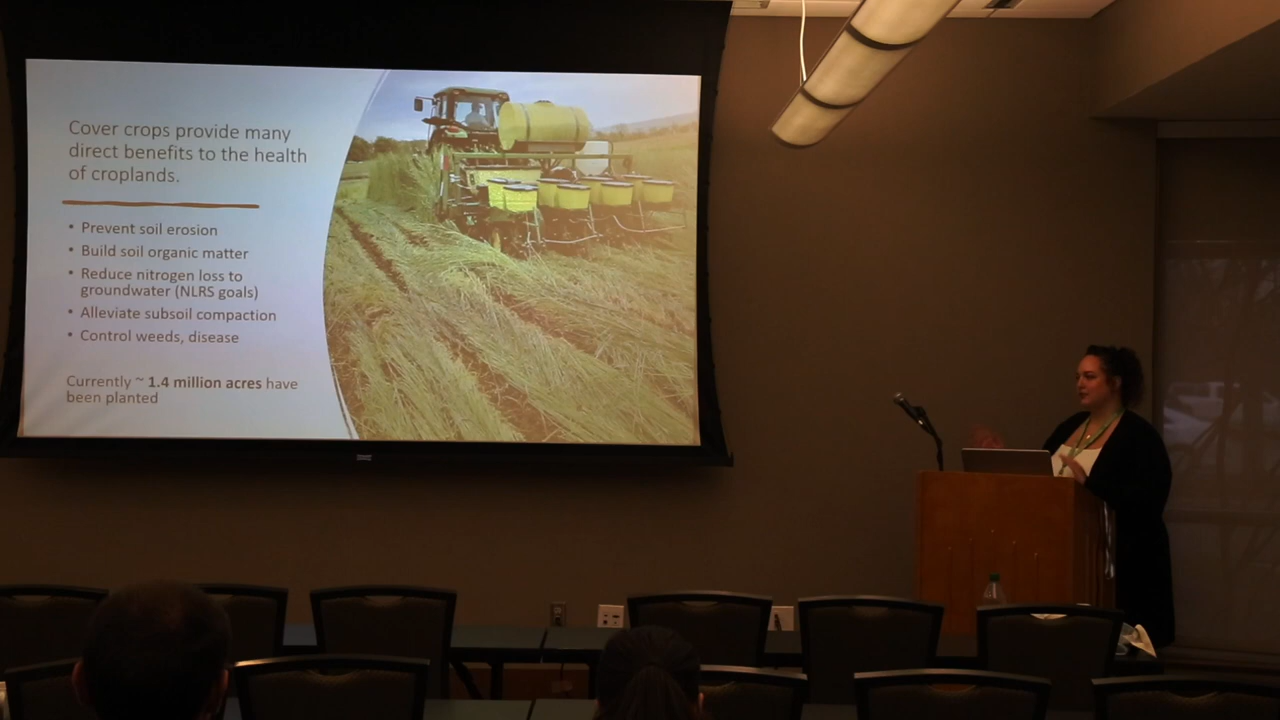 Cover crops provide many
direct benefits to the health
of croplands.
• Prevent soil erosion
• Build soil organic matter
• Reduce nitrogen loss to
groundwater (NLRS goals)
• Alleviate subsoil compaction
• Control weeds, disease
Currently ~ 1.4 million acres have
been planted